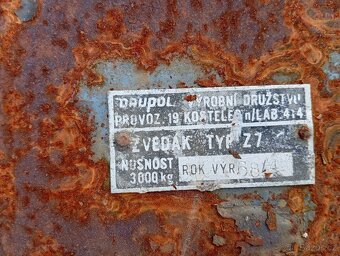 DRUPOL VÝROBNÍ DRUŽSTVO
PROVOZ. 19 KOSTELEC n/LAB. 414
ZVEDÁK TYP Z7
NOSNOST
3000 kg
ROK VÝR.